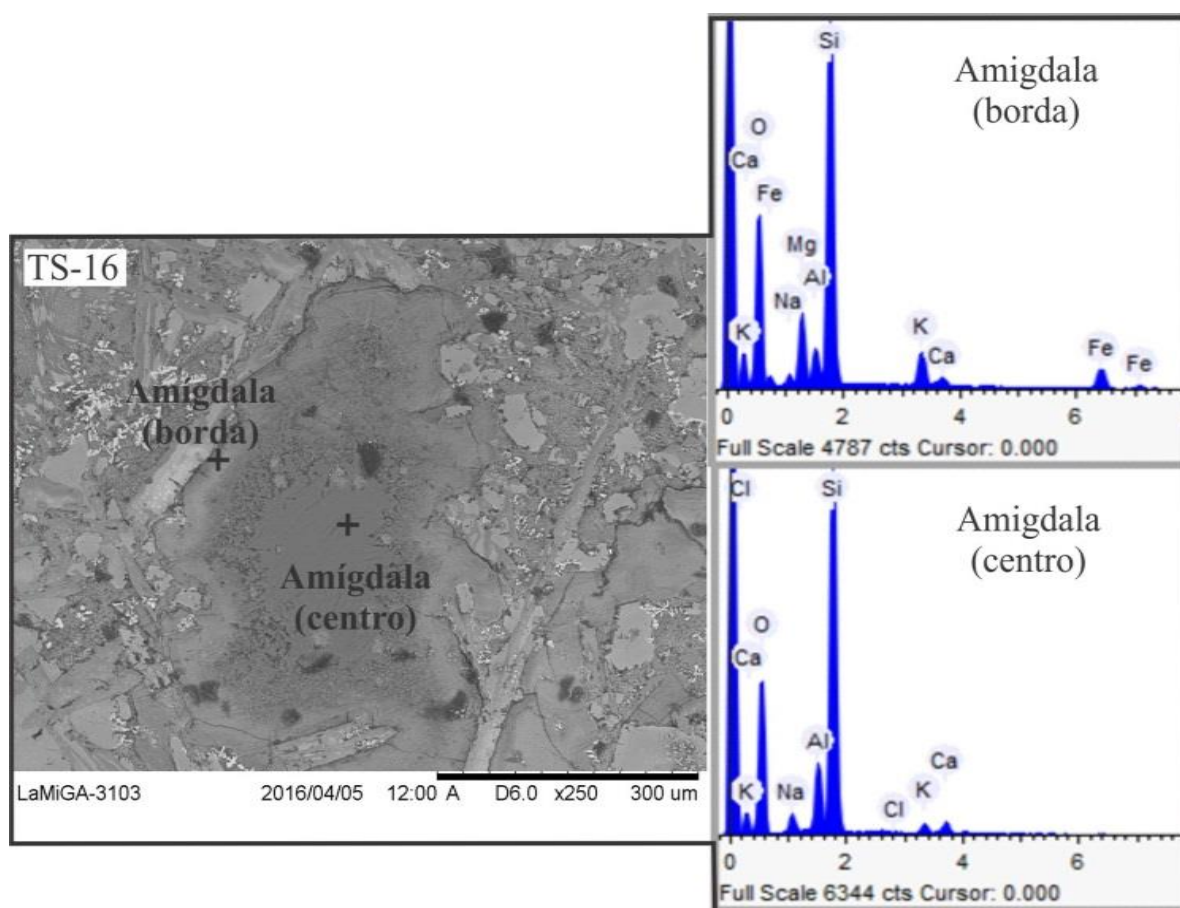 TS-16
Amígdala
(borda)
Amígdala
(centro)
LaMiGA-3103 2016/04/05 12:00 A D6.0 x250 300 um
Amigdala
(borda)
Si
O
Ca
Fe
Mg
Al
Na
K
K
Ca
Fe
Fe
0 2 4 6
Full Scale 4787 cts Cursor: 0.000
Amigdala
(centro)
Cl
Si
O
Ca
Al
K
Na
Cl
K
Ca
0 2 4 6
Full Scale 6344 cts Cursor: 0.000